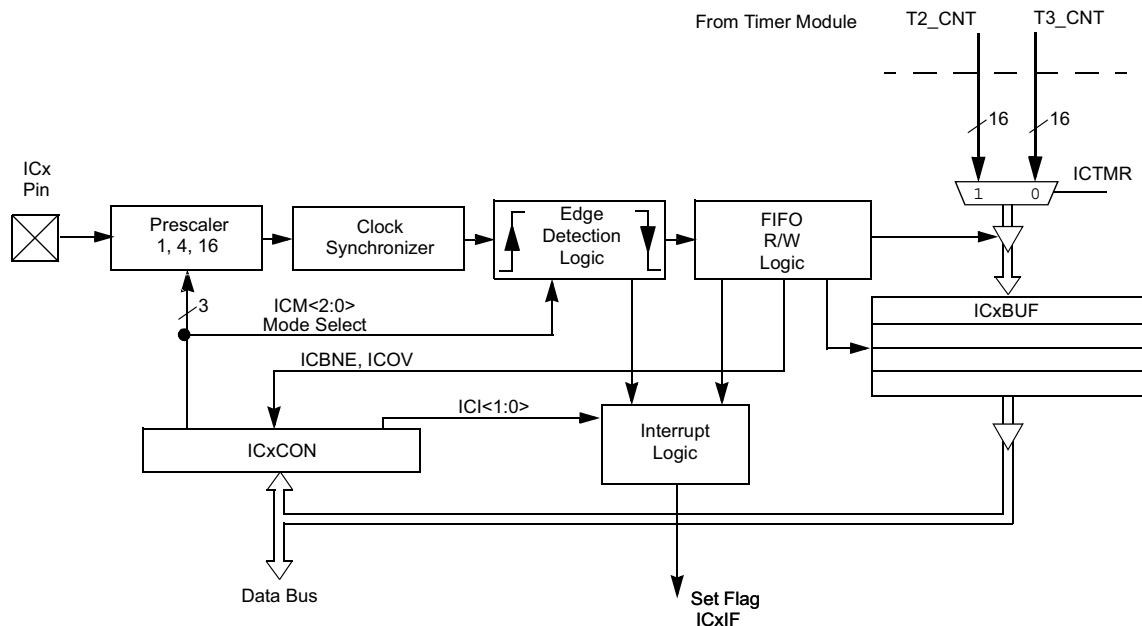 From Timer Module
T2_CNT
T3_CNT
16
16
ICx
Pin
1 0
ICTMR
Prescaler
1, 4, 16
Clock
Synchronizer
Edge
Detection
Logic
FIFO
R/W
Logic
3
ICM<2:0>
Mode Select
ICxBUF
ICBNE, ICOV
ICI<1:0>
ICxCON
Interrupt
Logic
Data Bus
Set Flag
ICxIF